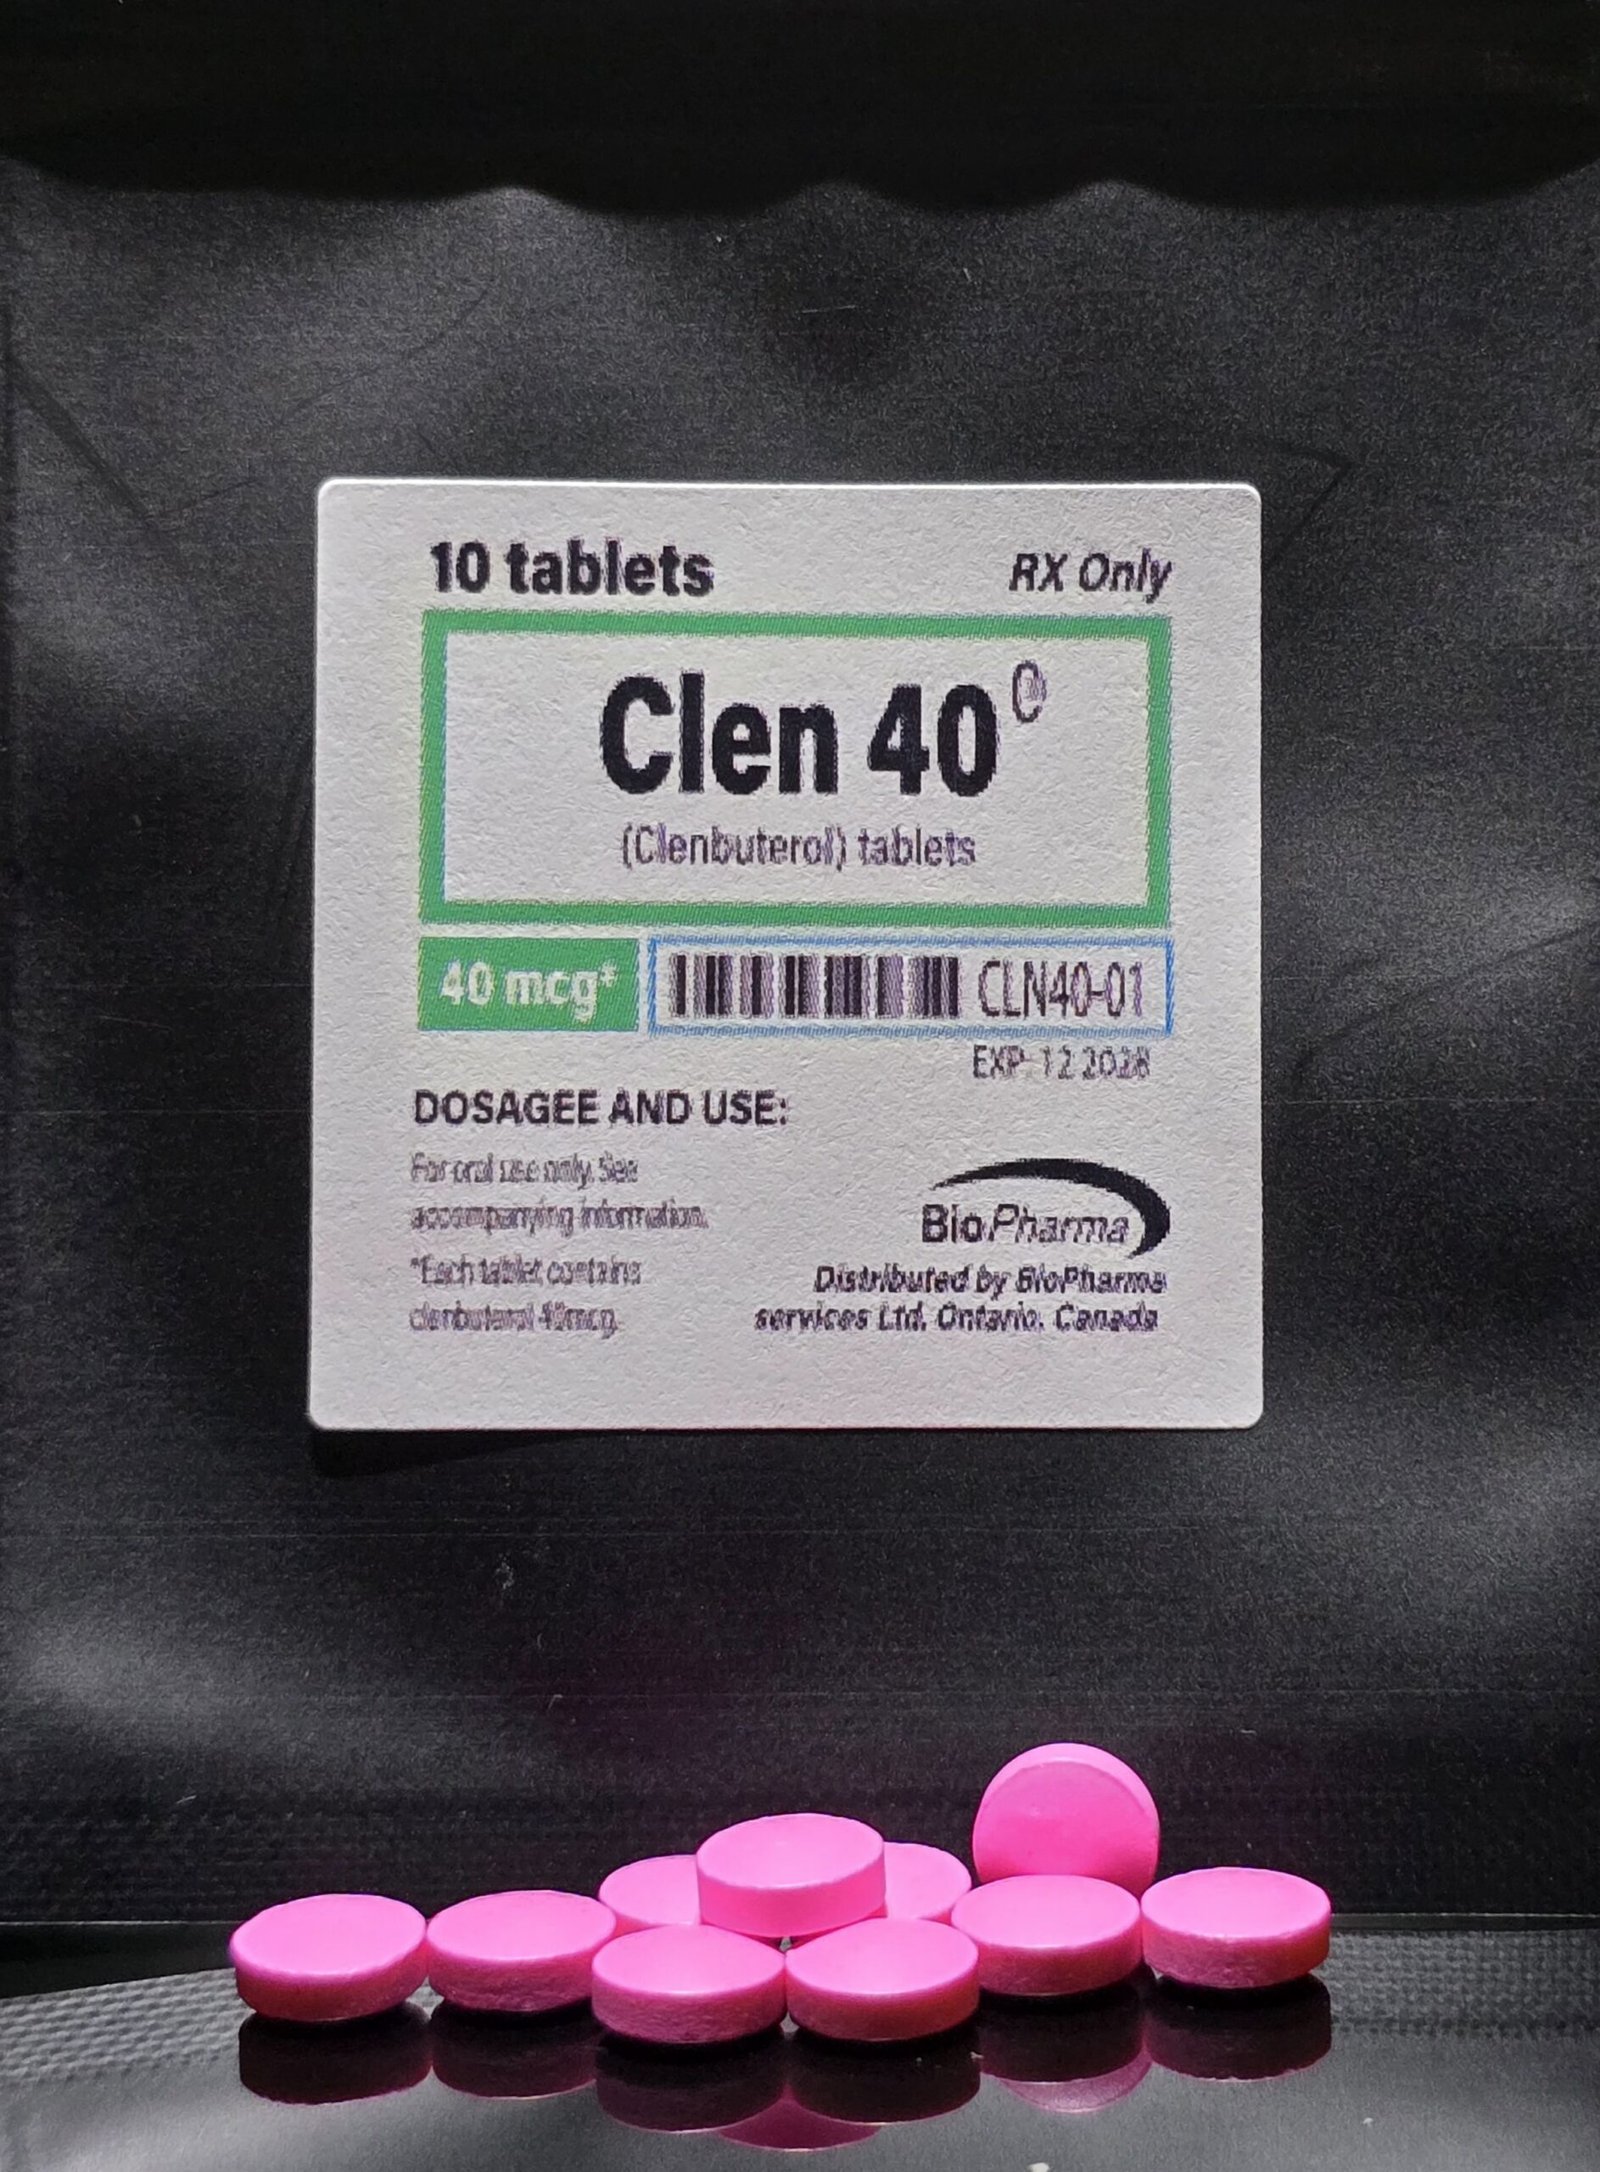 10 tablets
RX Only
Clen 40
(Clenbuterol) tablets
40 mcg‡
CLN40-01
EXP: 12 2028
DOSAGEE AND USE:
For oral use only. See
accompanying information.
*Each tablet contains
clenbuterol 40mcg.
BioPharma
Distributed by BioPharma
services Ltd. Ontario. Canada